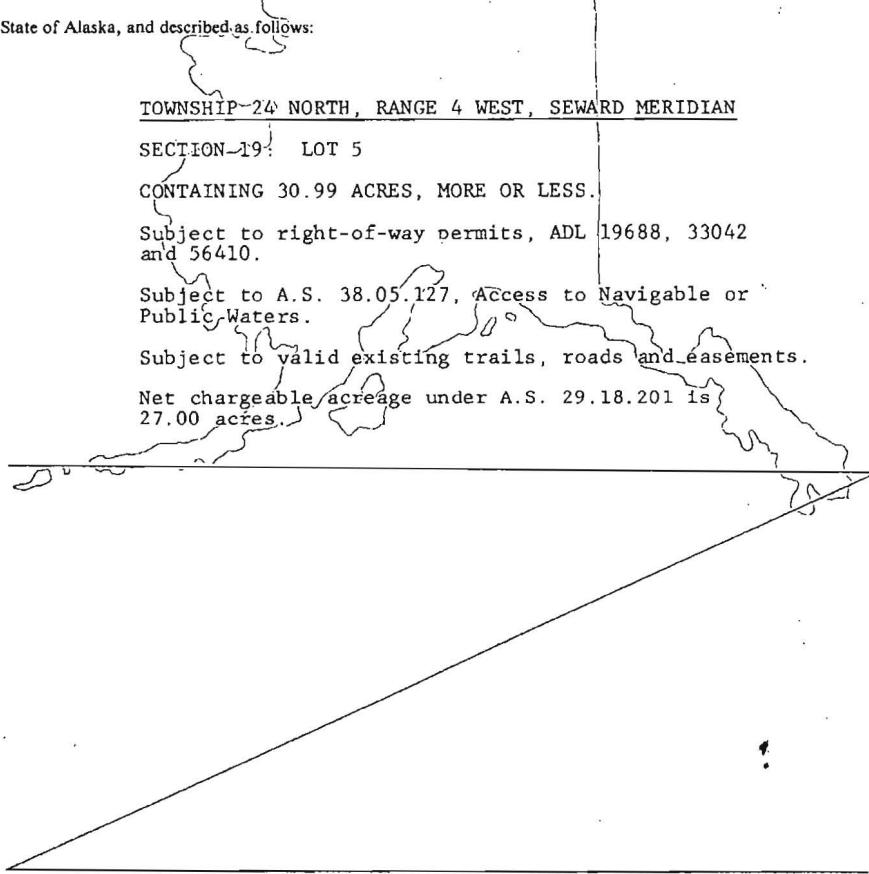 State of Alaska, and described as follows:
TOWNSHIP 24 NORTH, RANGE 4 WEST, SEWARD MERIDIAN
SECTION 19: LOT 5
CONTAINING 30.99 ACRES, MORE OR LESS.
Subject to right-of-way permits, ADL 19688, 33042
and 56410.
Subject to A.S. 38.05.127, Access to Navigable or
Public Waters.
Subject to valid existing trails, roads and easements.
Net chargeable acreage under A.S. 29.18.201 is
27.00 acres.